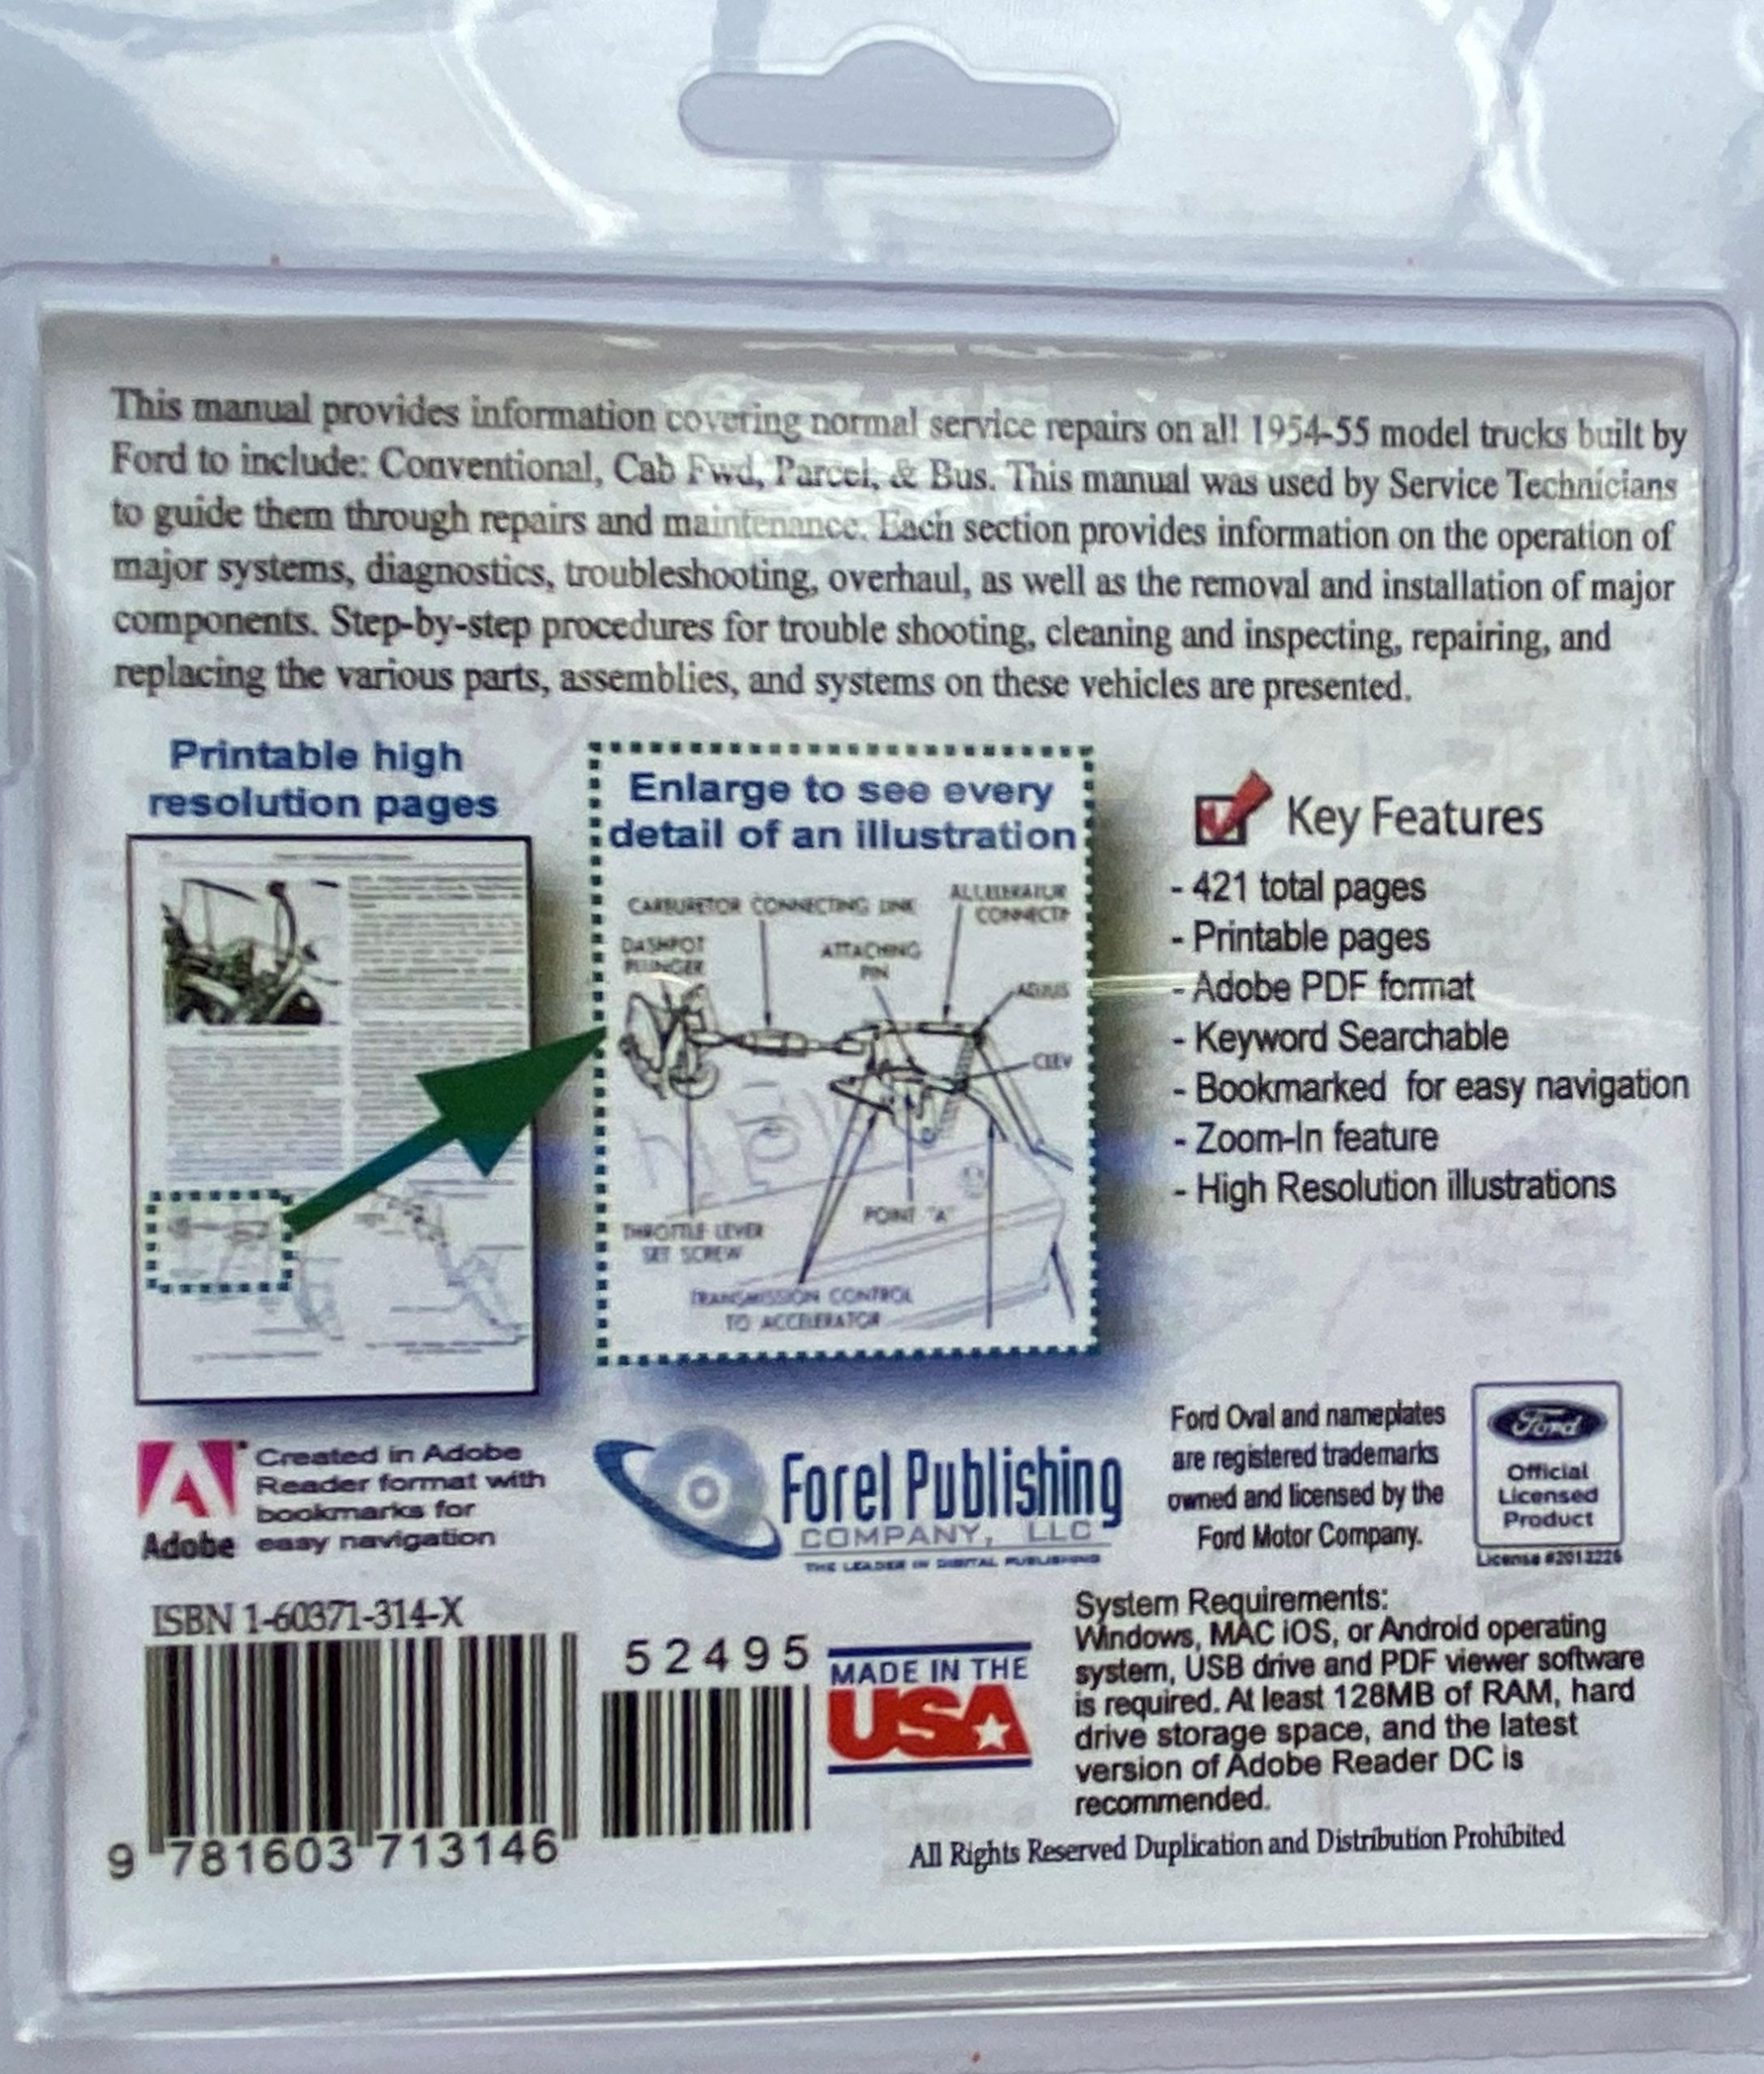 This manual provides information covering normal service repairs on all 1954-55 model trucks built by
Ford to include: Conventional, Cab Fwd, Parcel, & Bus. This manual was used by Service Technicians
to guide them through repairs and maintenance. Each section provides information on the operation of
major systems, diagnostics, troubleshooting, overhaul, as well as the removal and installation of major
components. Step-by-step procedures for trouble shooting, cleaning and inspecting, repairing, and
replacing the various parts, assemblies, and systems on these vehicles are presented.
Printable high
resolution pages
Enlarge to see every
detail of an illustration
CARBURETOR CONNECTING LINK
ACCELERATOR
CONNECTI
DASHPOT
PLUNGER
ATTACHING
PIN
ADJUS
CLEV
POINT "A"
THROTTLE LEVER
SET SCREW
TRANSMISSION CONTROL
TO ACCELERATOR
Key Features
- 421 total pages
- Printable pages
- Adobe PDF format
- Keyword Searchable
- Bookmarked for easy navigation
- Zoom-In feature
- High Resolution illustrations
Adobe
Created in Adobe
Reader format with
bookmarks for
easy navigation
Forel Publishing
COMPANY, LLC
THE LEADER IN DIGITAL PUBLISHING
Ford Oval and nameplates
are registered trademarks
owned and licensed by the
Ford Motor Company.
Ford
Official
Licensed
Product
License #2013226
ISBN 1-60371-314-X
9 781603 713146
52495
MADE IN THE
USA
System Requirements:
Windows, MAC iOS, or Android operating
system, USB drive and PDF viewer software
is required. At least 128MB of RAM, hard
drive storage space, and the latest
version of Adobe Reader DC is
recommended.
All Rights Reserved Duplication and Distribution Prohibited